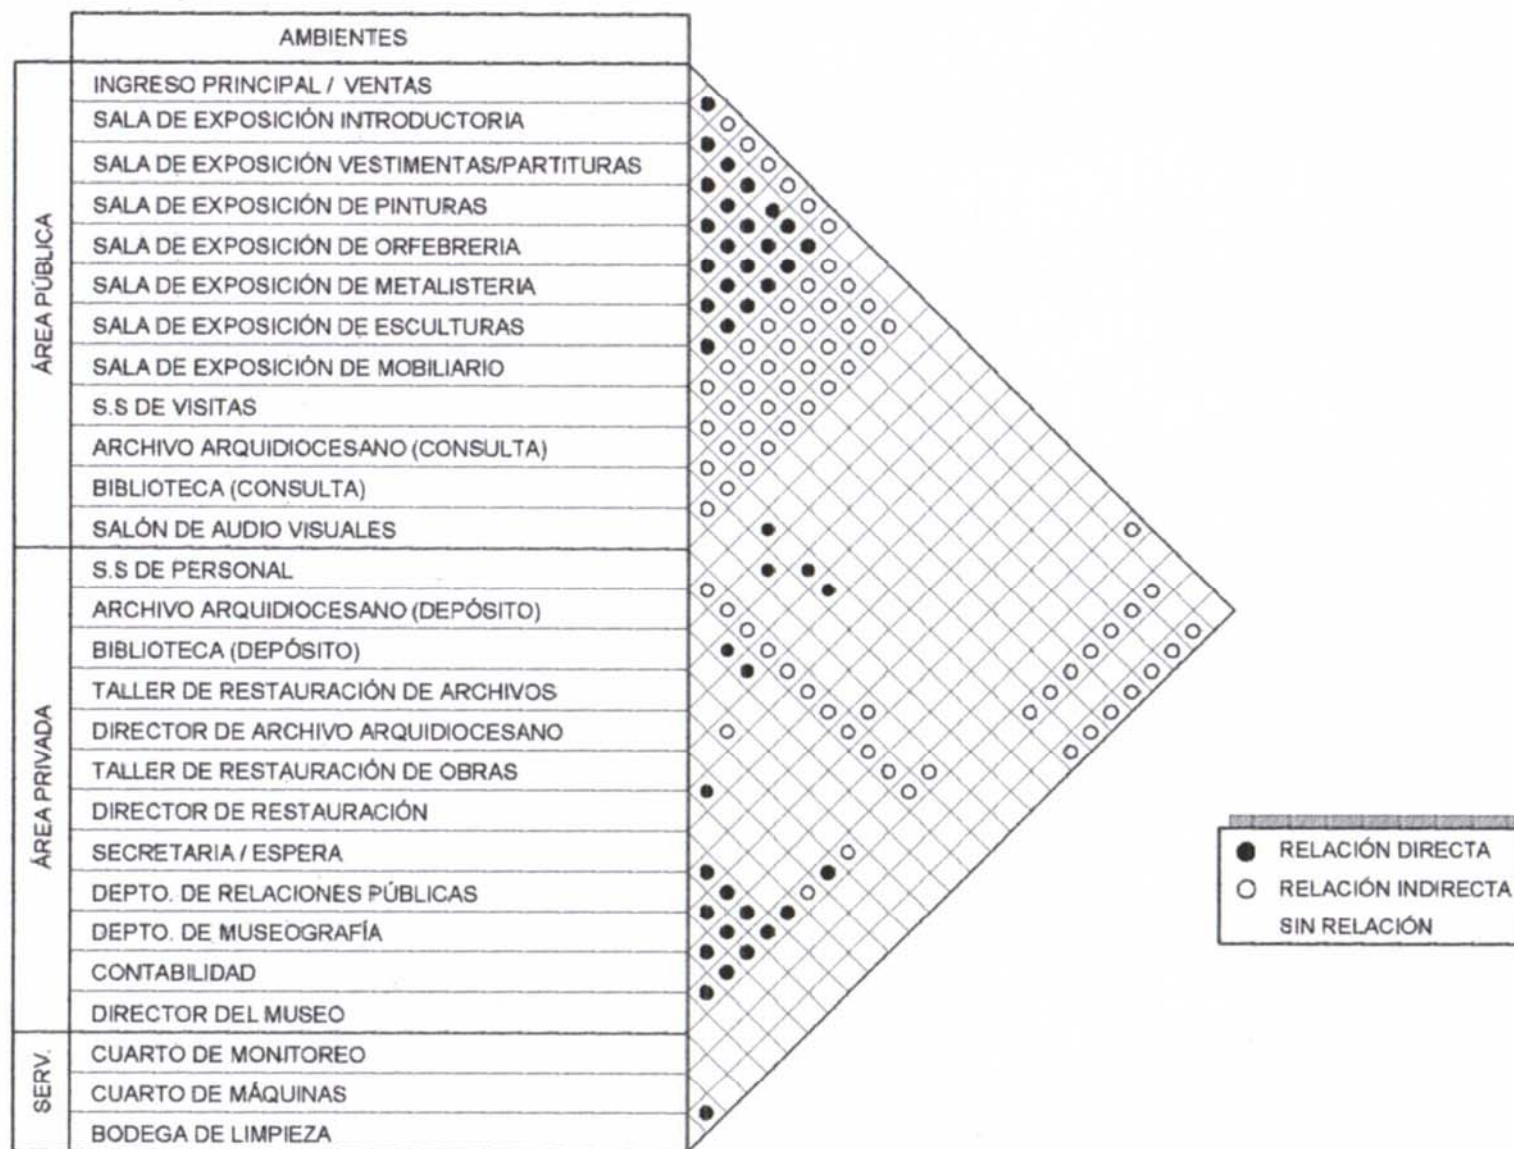 AMBIENTES
ÁREA PÚBLICA
INGRESO PRINCIPAL / VENTAS
SALA DE EXPOSICIÓN INTRODUCTORIA
SALA DE EXPOSICIÓN VESTIMENTAS/PARTITURAS
SALA DE EXPOSICIÓN DE PINTURAS
SALA DE EXPOSICIÓN DE ORFEBRERIA
SALA DE EXPOSICIÓN DE METALISTERIA
SALA DE EXPOSICIÓN DE ESCULTURAS
SALA DE EXPOSICIÓN DE MOBILIARIO
S.S DE VISITAS
ARCHIVO ARQUIDIOCESANO (CONSULTA)
BIBLIOTECA (CONSULTA)
SALÓN DE AUDIO VISUALES
ÁREA PRIVADA
S.S DE PERSONAL
ARCHIVO ARQUIDIOCESANO (DEPÓSITO)
BIBLIOTECA (DEPÓSITO)
TALLER DE RESTAURACIÓN DE ARCHIVOS
DIRECTOR DE ARCHIVO ARQUIDIOCESANO
TALLER DE RESTAURACIÓN DE OBRAS
DIRECTOR DE RESTAURACIÓN
SECRETARIA / ESPERA
DEPTO. DE RELACIONES PÚBLICAS
DEPTO. DE MUSEOGRAFÍA
CONTABILIDAD
DIRECTOR DEL MUSEO
SERV.
CUARTO DE MONITOREO
CUARTO DE MÁQUINAS
BODEGA DE LIMPIEZA
RELACIÓN DIRECTA
RELACIÓN INDIRECTA
SIN RELACIÓN